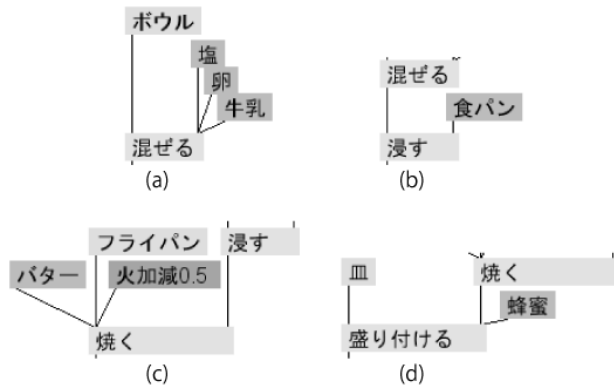 ボウル
塩
卵
牛乳
混ぜる
(a)
混ぜる
食パン
浸す
(b)
フライパン
浸す
バター
火加減0.5
焼く
(c)
皿
焼く
蜂蜜
盛り付ける
(d)